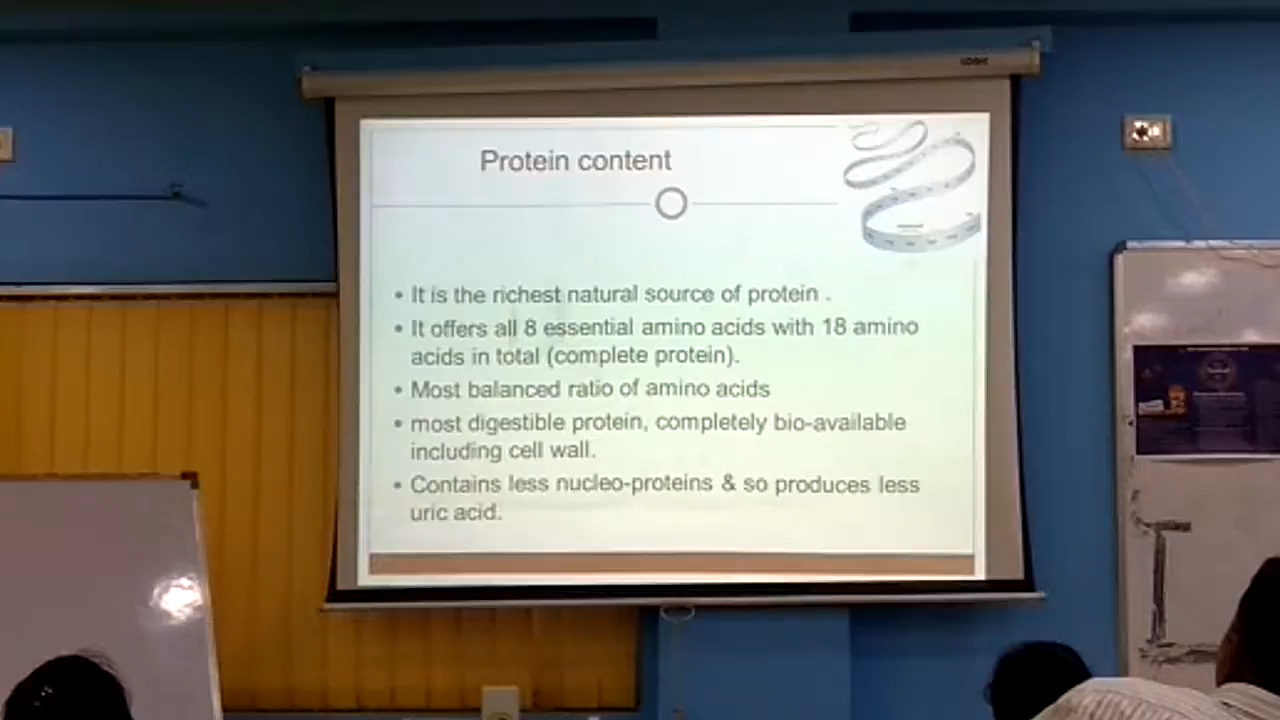 LOGIC
Protein content
• It is the richest natural source of protein .
• It offers all 8 essential amino acids with 18 amino
acids in total (complete protein).
• Most balanced ratio of amino acids
• most digestible protein, completely bio-available
including cell wall.
• Contains less nucleo-proteins & so produces less
uric acid.